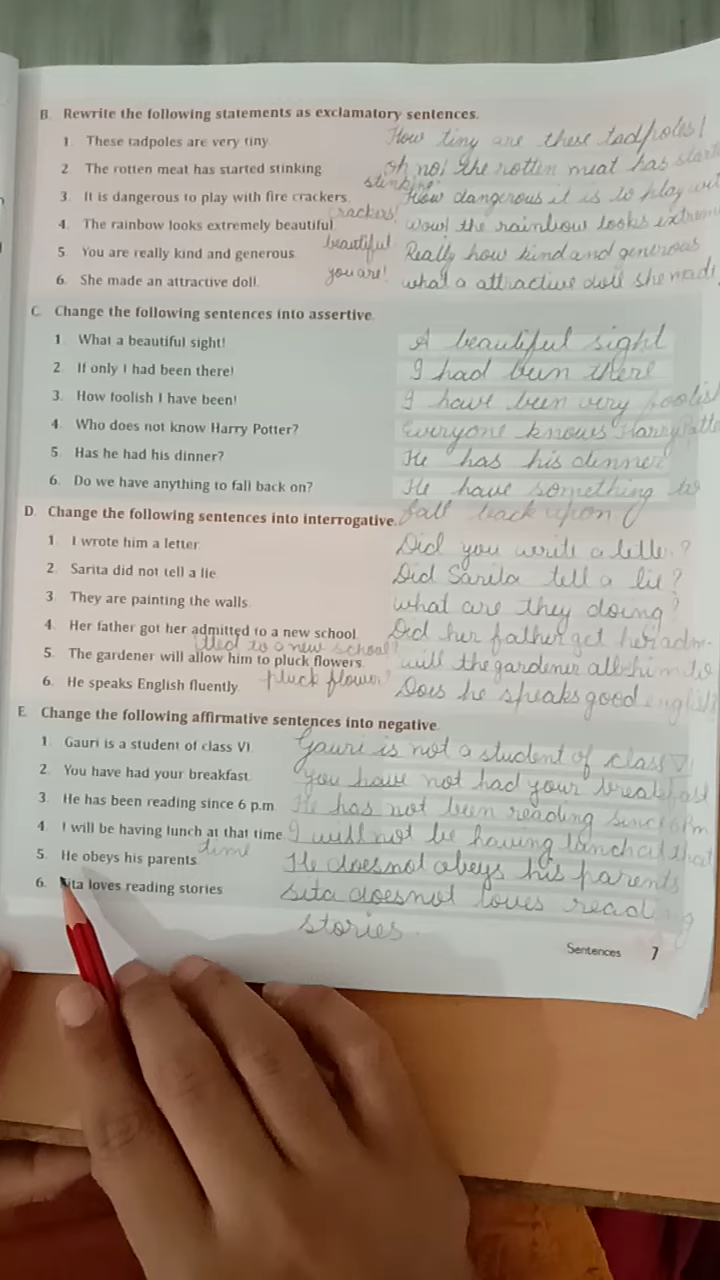 B. Rewrite the following statements as exclamatory sentences.
1. These tadpoles are very tiny. How tiny are these tadpoles!
2. The rotten meat has started stinking. Oh no! the rotten meat has start
stinking!
3. It is dangerous to play with fire crackers. How dangerous it is to play wit
crackers!
4. The rainbow looks extremely beautiful. Wow! the rainbow looks extrem
beautiful
5. You are really kind and generous. Really how kind and generous
you are!
6. She made an attractive doll. what a attractive doll she made
C. Change the following sentences into assertive.
1. What a beautiful sight! A beautiful sight
2. If only I had been there! I had been there
3. How foolish I have been! I have been very foolis
4. Who does not know Harry Potter? Everyone knows Harry Potte
5. Has he had his dinner? He has his dinner
6. Do we have anything to fall back on? He have something to
fall back upon
D. Change the following sentences into interrogative.
1. I wrote him a letter. Did you write a letter?
2. Sarita did not tell a lie. Did Sarita tell a lie?
3. They are painting the walls. what are they doing?
4. Her father got her admitted to a new school. Did her father get her adm-
itted to a new school?
5. The gardener will allow him to pluck flowers. will the gardener all him to
pluck flower?
6. He speaks English fluently. Does he speaks good english
E. Change the following affirmative sentences into negative.
1. Gauri is a student of class VI. Gauri is not a student of class VI
2. You have had your breakfast. you have not had your breakfast
3. He has been reading since 6 p.m. He has not been reading since 6 Pm
4. I will be having lunch at that time. I will not be having lunch at that
time
5. He obeys his parents. He doesnot obeys his parents
6. Sita loves reading stories Sita doesnot loves reading
stories.
Sentences 7